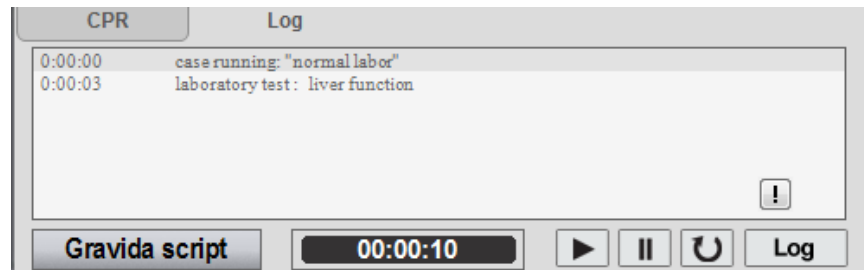 CPR Log
0:00:00 case running: "normal labor"
0:00:03 laboratory test : liver function
!
Gravida script 00:00:10 Log